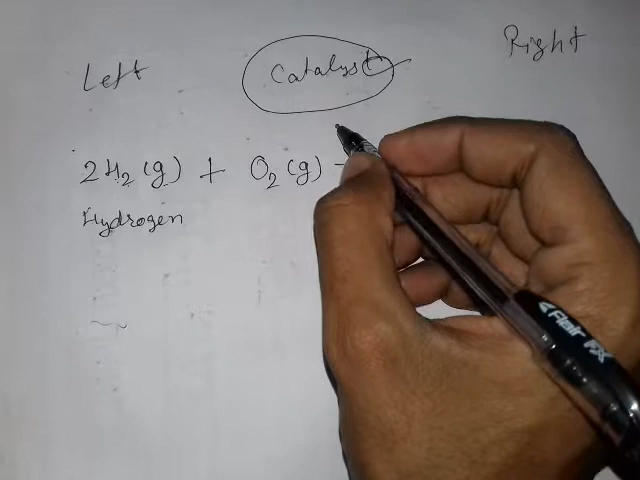 Left Catalyst Right
2H₂(g) + O₂(g) -
Hydrogen
Flair FX